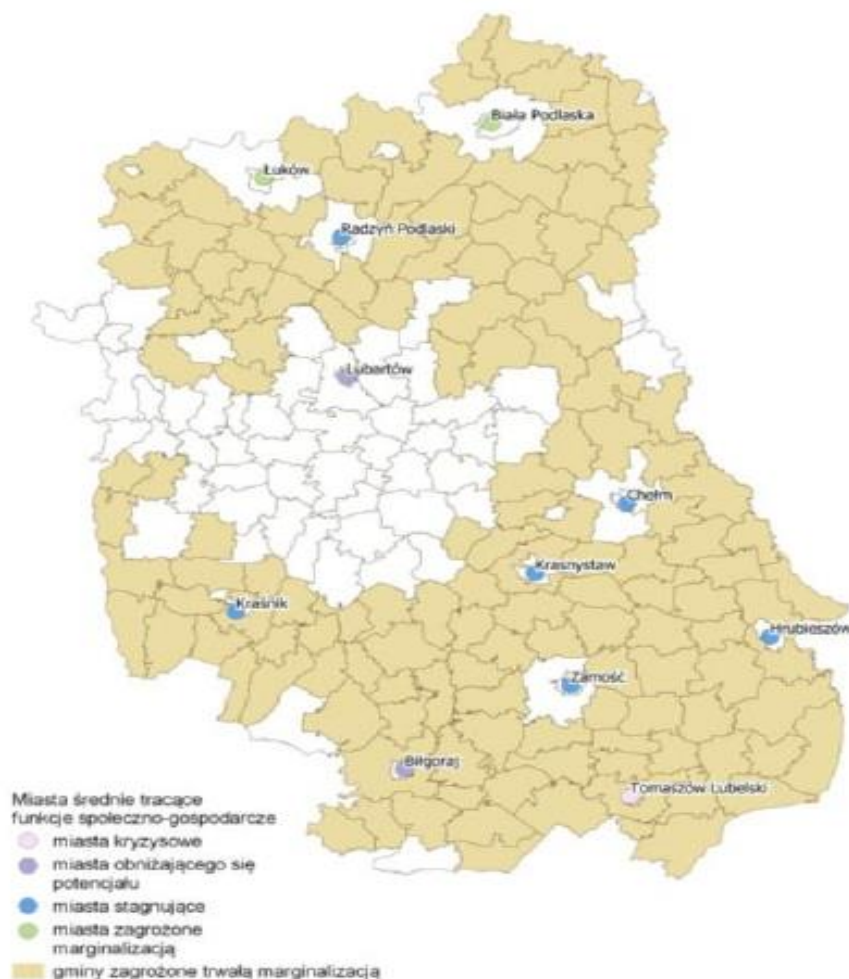 Biała Podlaska
Łuków
Radzyń Podlaski
Lubartów
Chełm
Krasnystaw
Kraśnik
Hrubieszów
Zamość
Biłgoraj
Tomaszów Lubelski
Miasta średnie tracące
funkcje społeczno-gospodarcze
miasta kryzysowe
miasta obniżającego się
potencjału
miasta stagnujące
miasta zagrożone
marginalizacją
gminy zagrożone trwałą marginalizacją